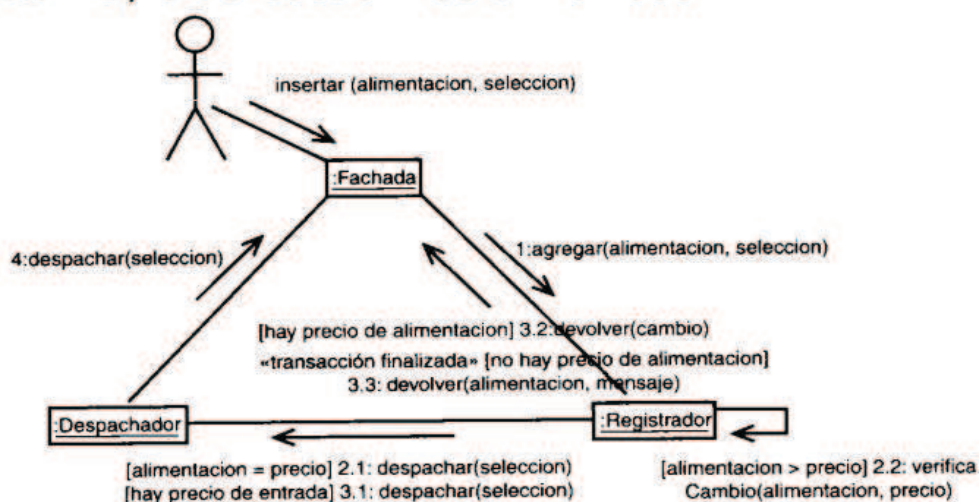 insertar (alimentacion, seleccion)
:Fachada
4:despachar(seleccion)
1:agregar(alimentacion, seleccion)
[hay precio de alimentacion] 3.2:devolver(cambio)
«transacción finalizada» [no hay precio de alimentacion]
3.3: devolver(alimentacion, mensaje)
:Despachador
:Registrador
[alimentacion = precio] 2.1: despachar(seleccion)
[hay precio de entrada] 3.1: despachar(seleccion)
[alimentacion > precio] 2.2: verifica
Cambio(alimentacion, precio)